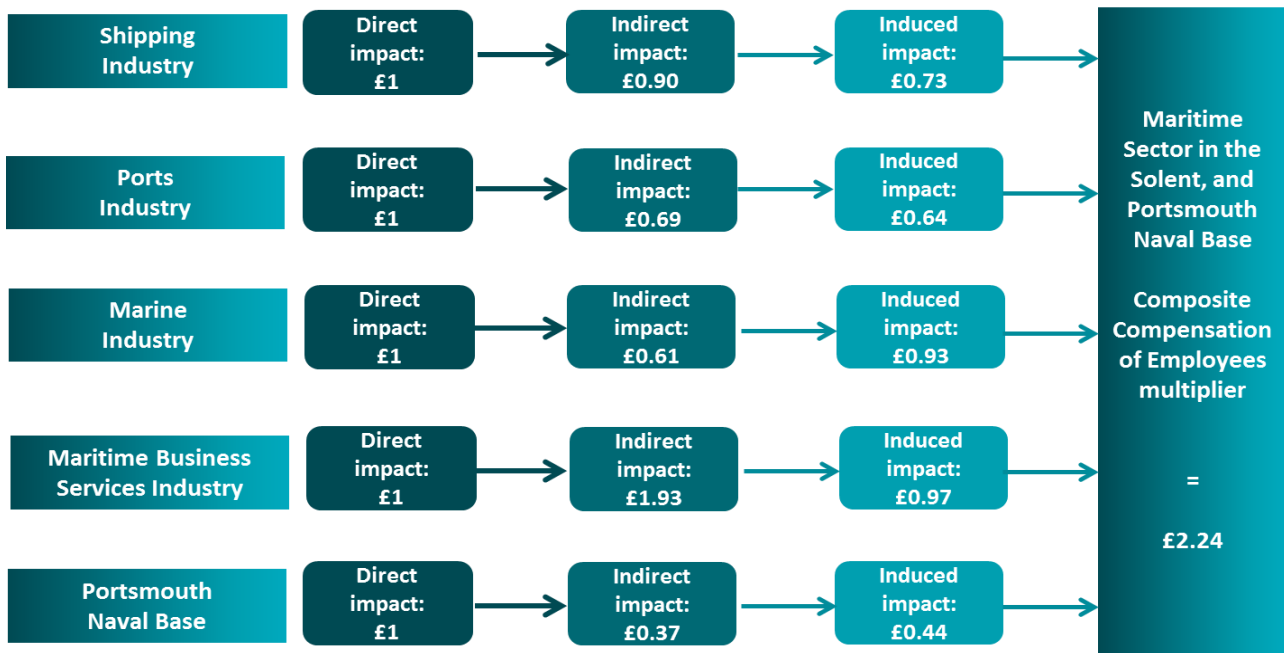 Shipping
Industry
Direct
impact:
£1
Indirect
impact:
£0.90
Induced
impact:
£0.73
Ports
Industry
Direct
impact:
£1
Indirect
impact:
£0.69
Induced
impact:
£0.64
Marine
Industry
Direct
impact:
£1
Indirect
impact:
£0.61
Induced
impact:
£0.93
Maritime Business
Services Industry
Direct
impact:
£1
Indirect
impact:
£1.93
Induced
impact:
£0.97
Portsmouth
Naval Base
Direct
impact:
£1
Indirect
impact:
£0.37
Induced
impact:
£0.44
Maritime
Sector in the
Solent, and
Portsmouth
Naval Base
Composite
Compensation
of Employees
multiplier
=
£2.24